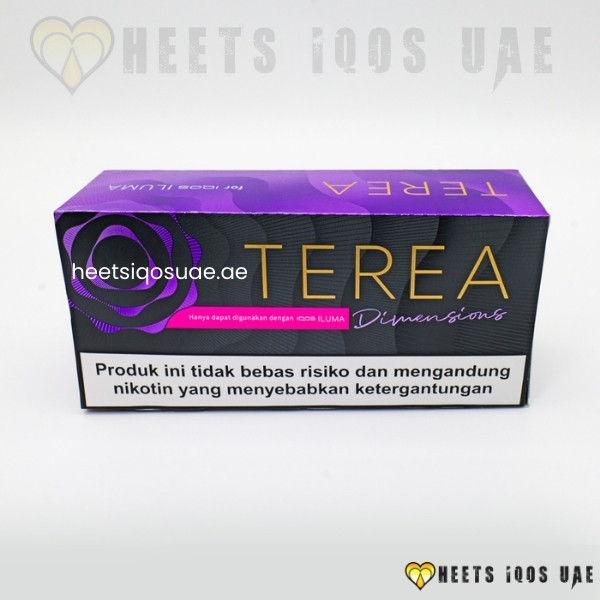 HEETS iQOS UAE
for IQOS ILUMA
TEREA
heetsiqosuae.ae
TEREA
Hanya dapat digunakan dengan IQOS ILUMA
Dimensions
Produk ini tidak bebas risiko dan mengandung
nikotin yang menyebabkan ketergantungan
HEETS iQOS UAE